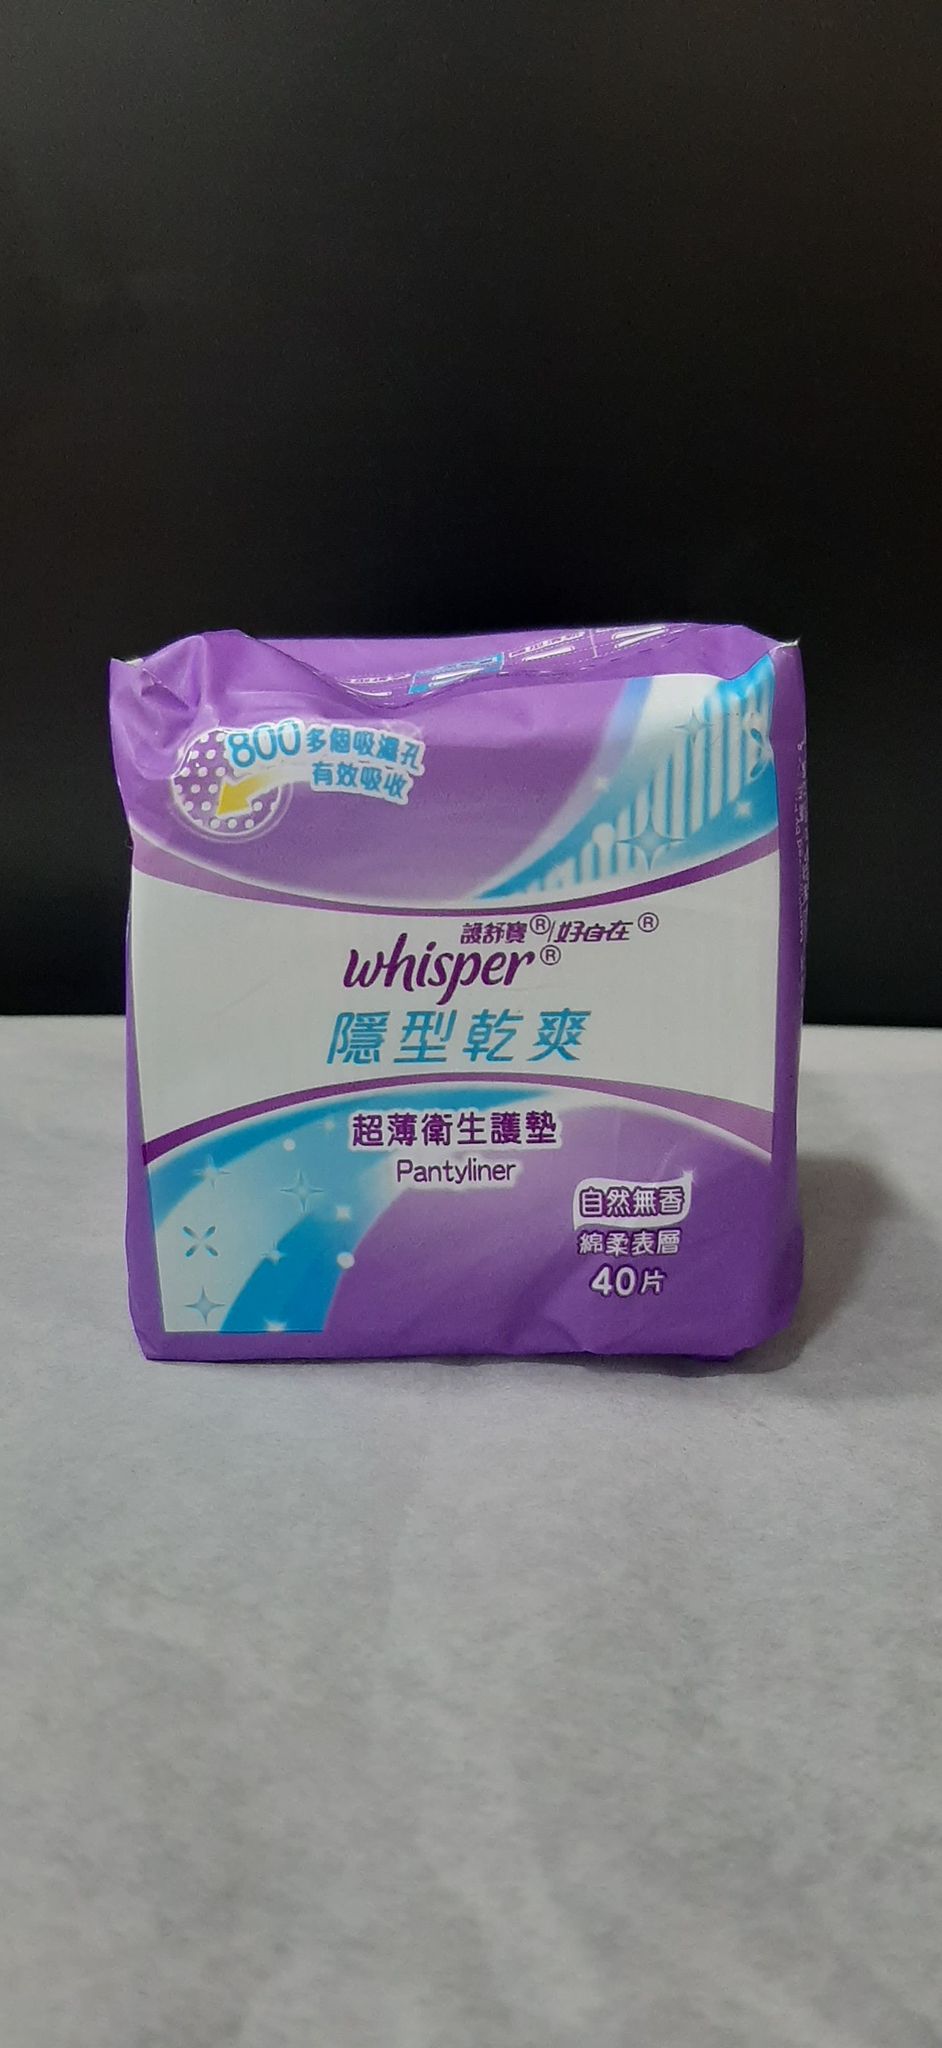 800多個吸濕孔
有效吸收
護舒寶®/好自在®
whisper®
隱型乾爽
超薄衛生護墊
Pantyliner
自然無香
綿柔表層
40片